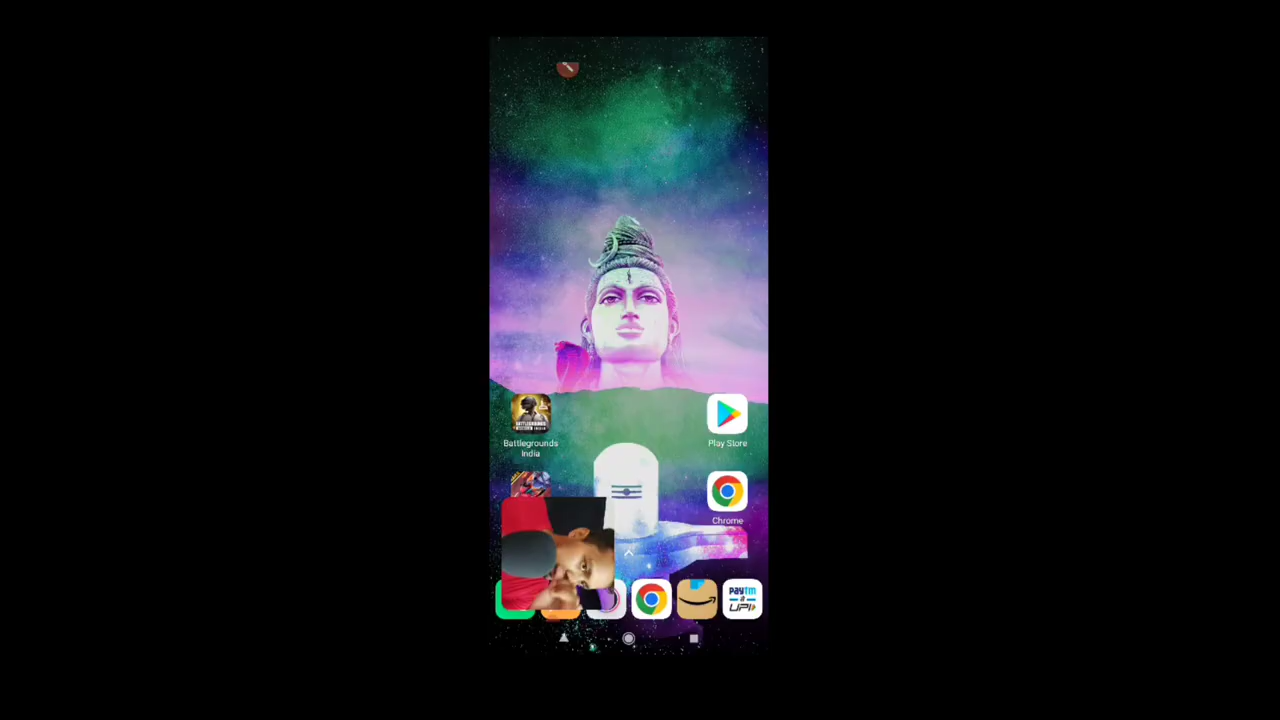 Battlegrounds
India
Play Store
Chrome
Paytm
UPI